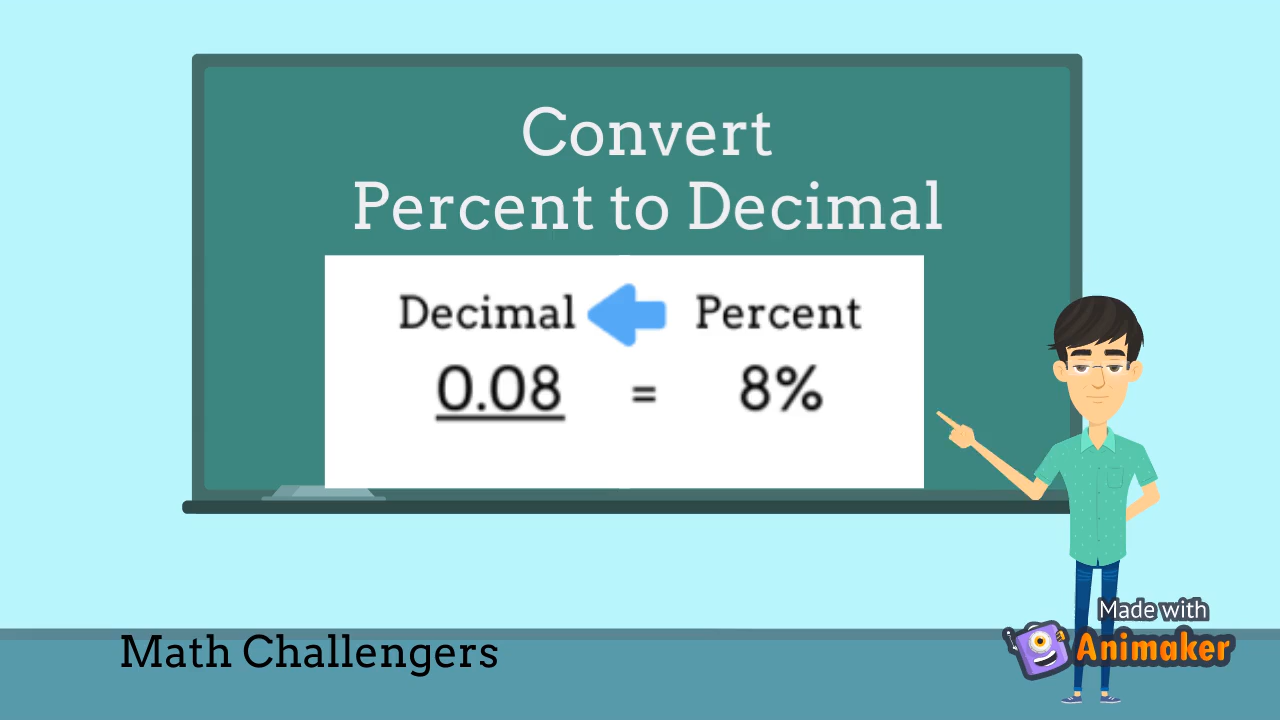 Convert
Percent to Decimal
Decimal Percent
0.08 = 8%
Math Challengers
Made with
Animaker